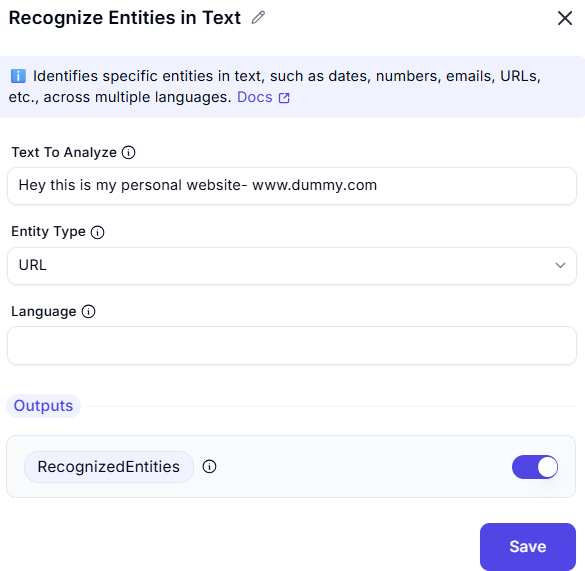 Recognize Entities in Text
Identifies specific entities in text, such as dates, numbers, emails, URLs,
etc., across multiple languages. Docs
Text To Analyze
Hey this is my personal website- www.dummy.com
Entity Type
URL
Language
Outputs
RecognizedEntities
Save